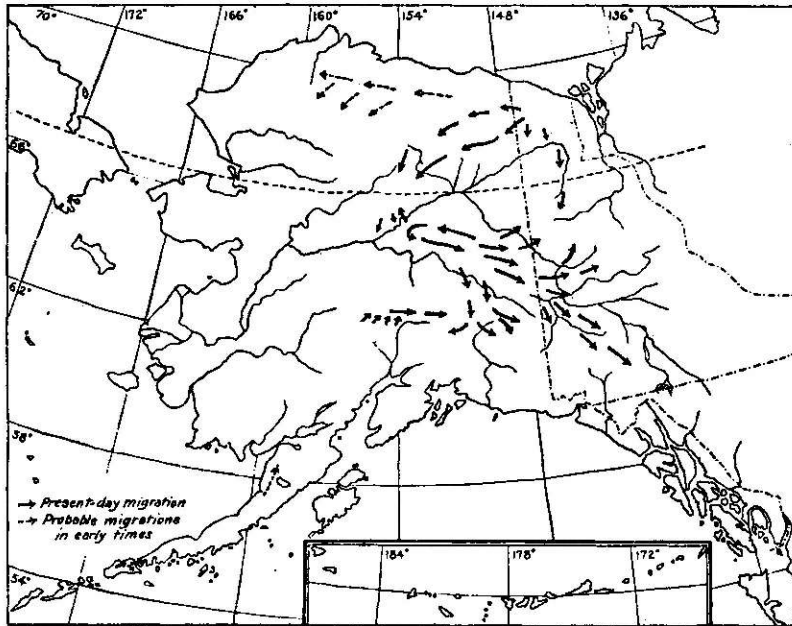 70° 172° 166° 160° 154° 148° 136°
66°
62°
58°
Present-day migration
Probable migrations
in early times
54°
184° 178° 172°